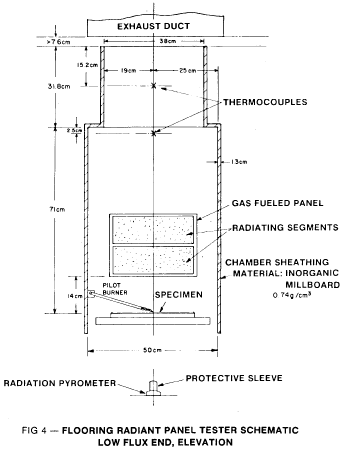 EXHAUST DUCT
>7.6cm
38cm
15.2cm
19cm
25cm
31.8cm
THERMOCOUPLES
2.5cm
13cm
71cm
GAS FUELED PANEL
RADIATING SEGMENTS
CHAMBER SHEATHING
MATERIAL: INORGANIC
MILLBOARD
0.74g/cm³
PILOT
BURNER
SPECIMEN
14cm
50cm
RADIATION PYROMETER
PROTECTIVE SLEEVE
FIG 4 — FLOORING RADIANT PANEL TESTER SCHEMATIC
LOW FLUX END, ELEVATION